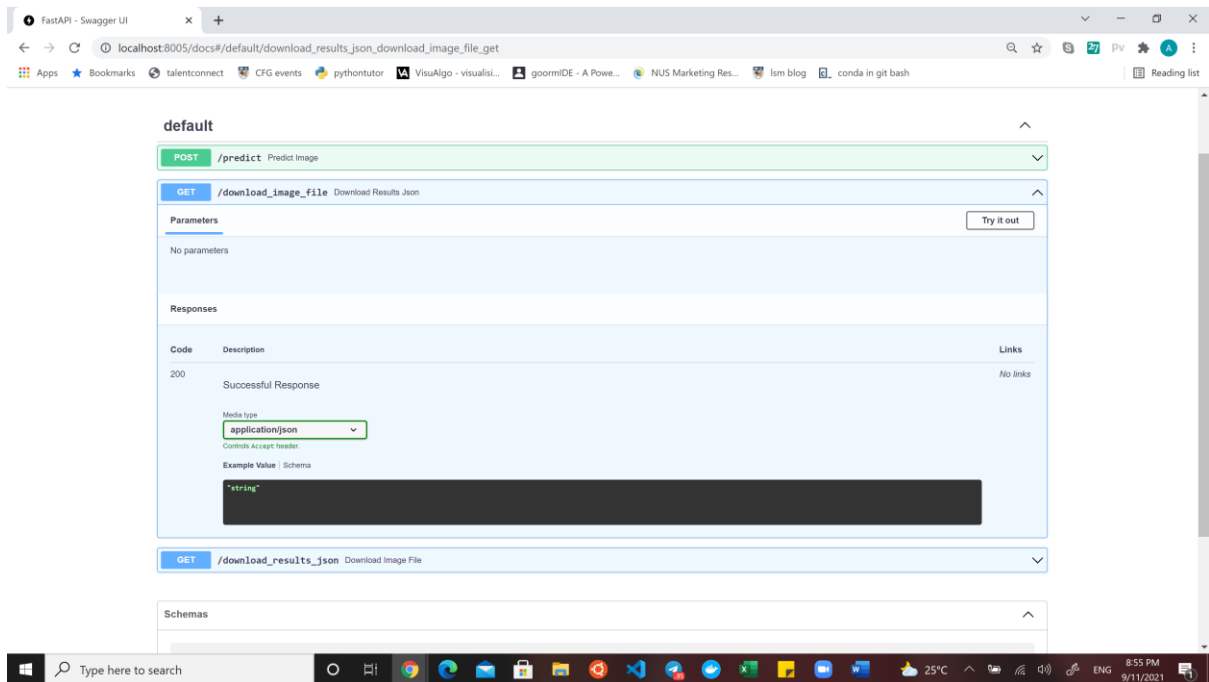 FastAPI - Swagger UI
localhost:8005/docs#/default/download_results_json_download_image_file_get
Apps Bookmarks talentconnect CFG events pythontutor VisuAlgo - visualisi... goormIDE - A Powe... NUS Marketing Res... lsm blog conda in git bash Reading list
default
POST /predict Predict Image
GET /download_image_file Download Results Json
Parameters Try it out
No parameters
Responses
Code Description Links
200 Successful Response No links
Media type
application/json
Controls Accept header.
Example Value | Schema
"string"
GET /download_results_json Download Image File
Schemas
Type here to search 25°C ENG 8:55 PM
9/11/2021